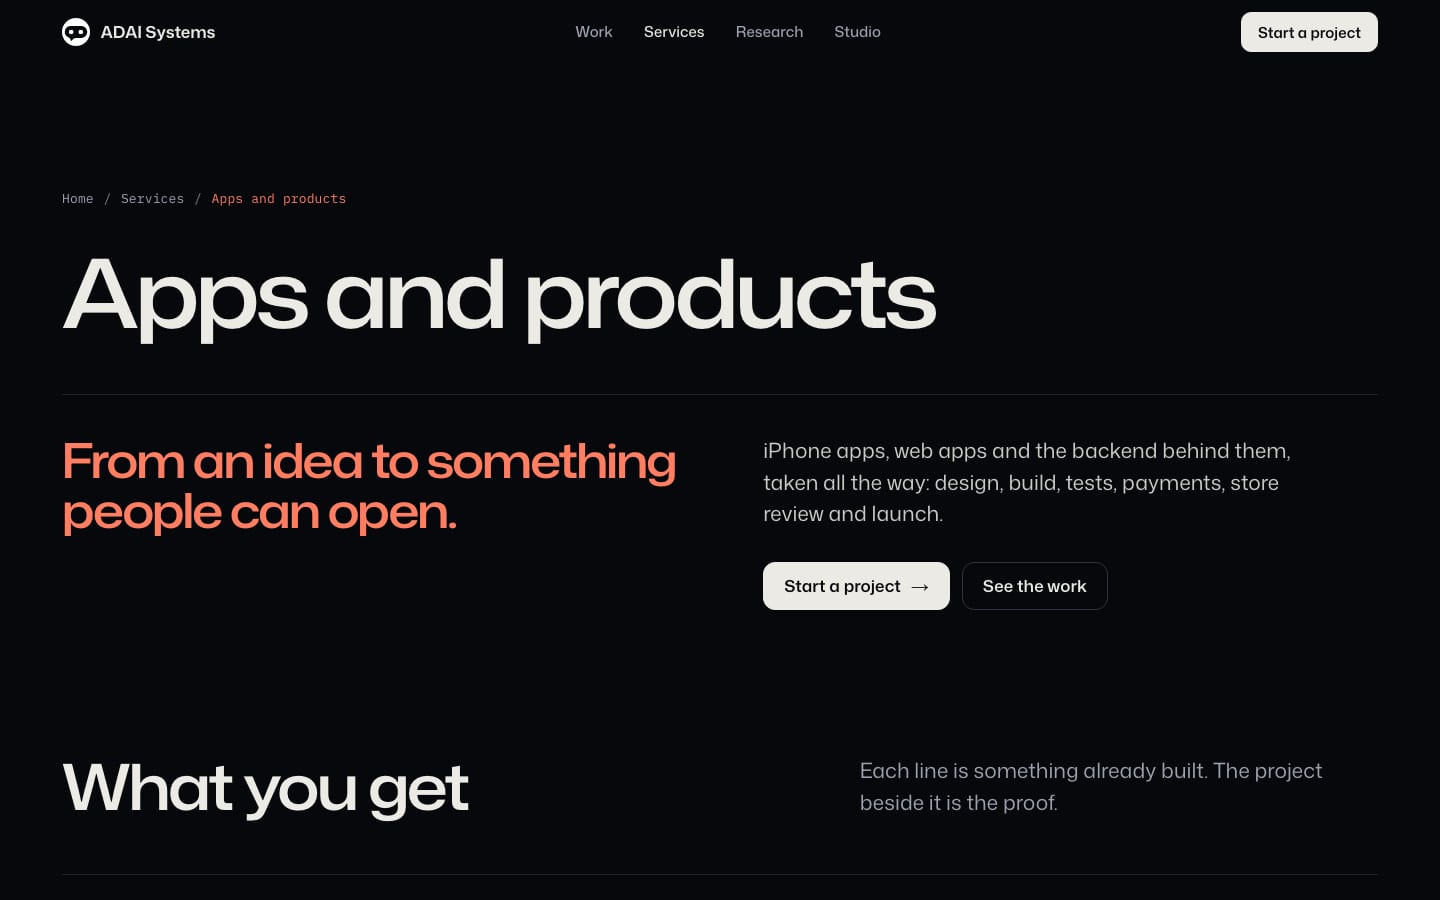 ADAI Systems
Work
Services
Research
Studio
Start a project
Home / Services / Apps and products
Apps and products
From an idea to something
people can open.
iPhone apps, web apps and the backend behind them,
taken all the way: design, build, tests, payments, store
review and launch.
Start a project →
See the work
What you get
Each line is something already built. The project
beside it is the proof.